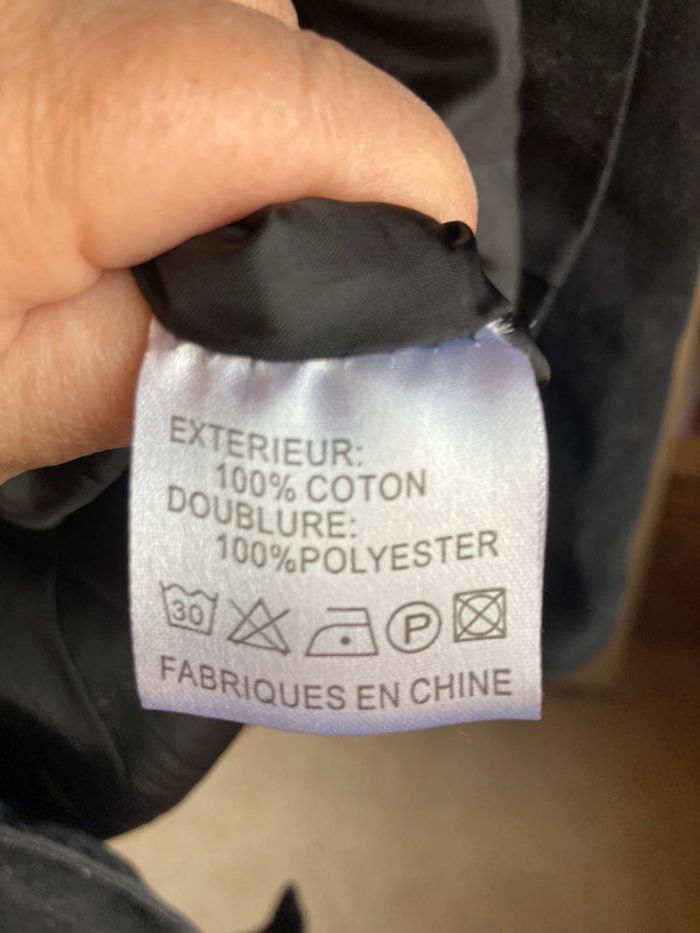 EXTERIEUR:
100% COTON
DOUBLURE:
100%POLYESTER
30 P
FABRIQUES EN CHINE